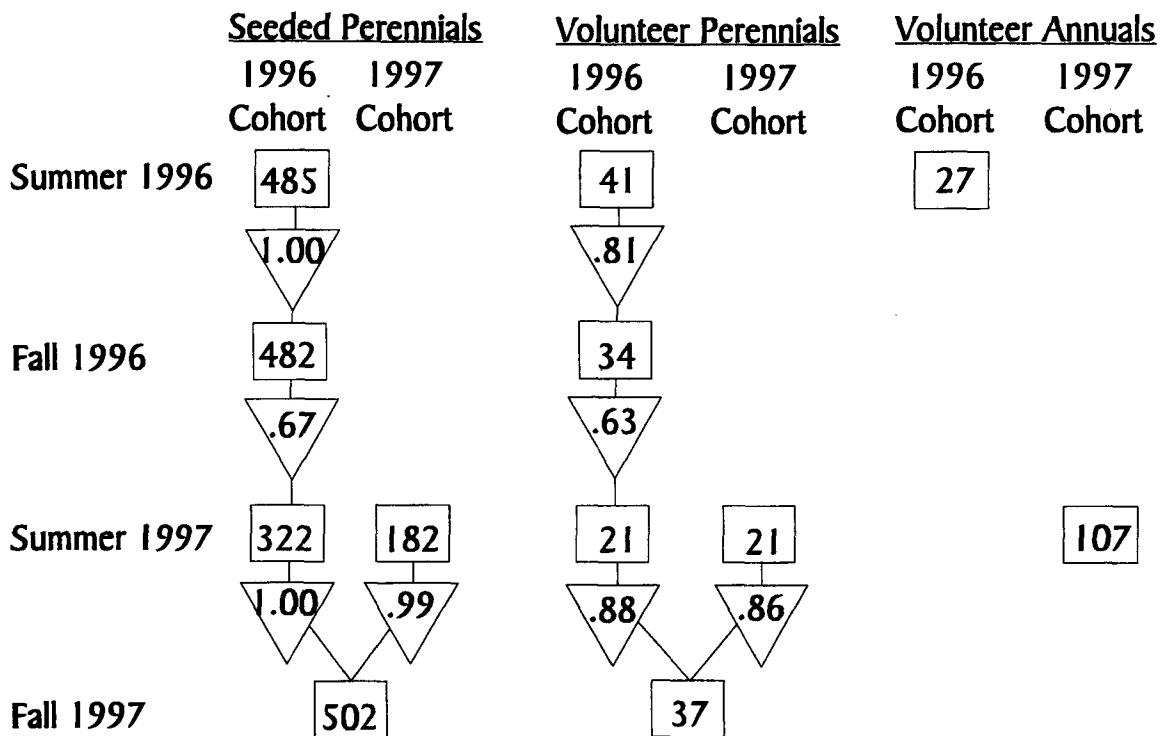 Seeded Perennials Volunteer Perennials Volunteer Annuals
1996 1997 1996 1997 1996 1997
Cohort Cohort Cohort Cohort Cohort Cohort
Summer 1996 485 41 27
1.00 .81
Fall 1996 482 34
.67 .63
Summer 1997 322 182 21 21 107
1.00 .99 .88 .86
Fall 1997 502 37